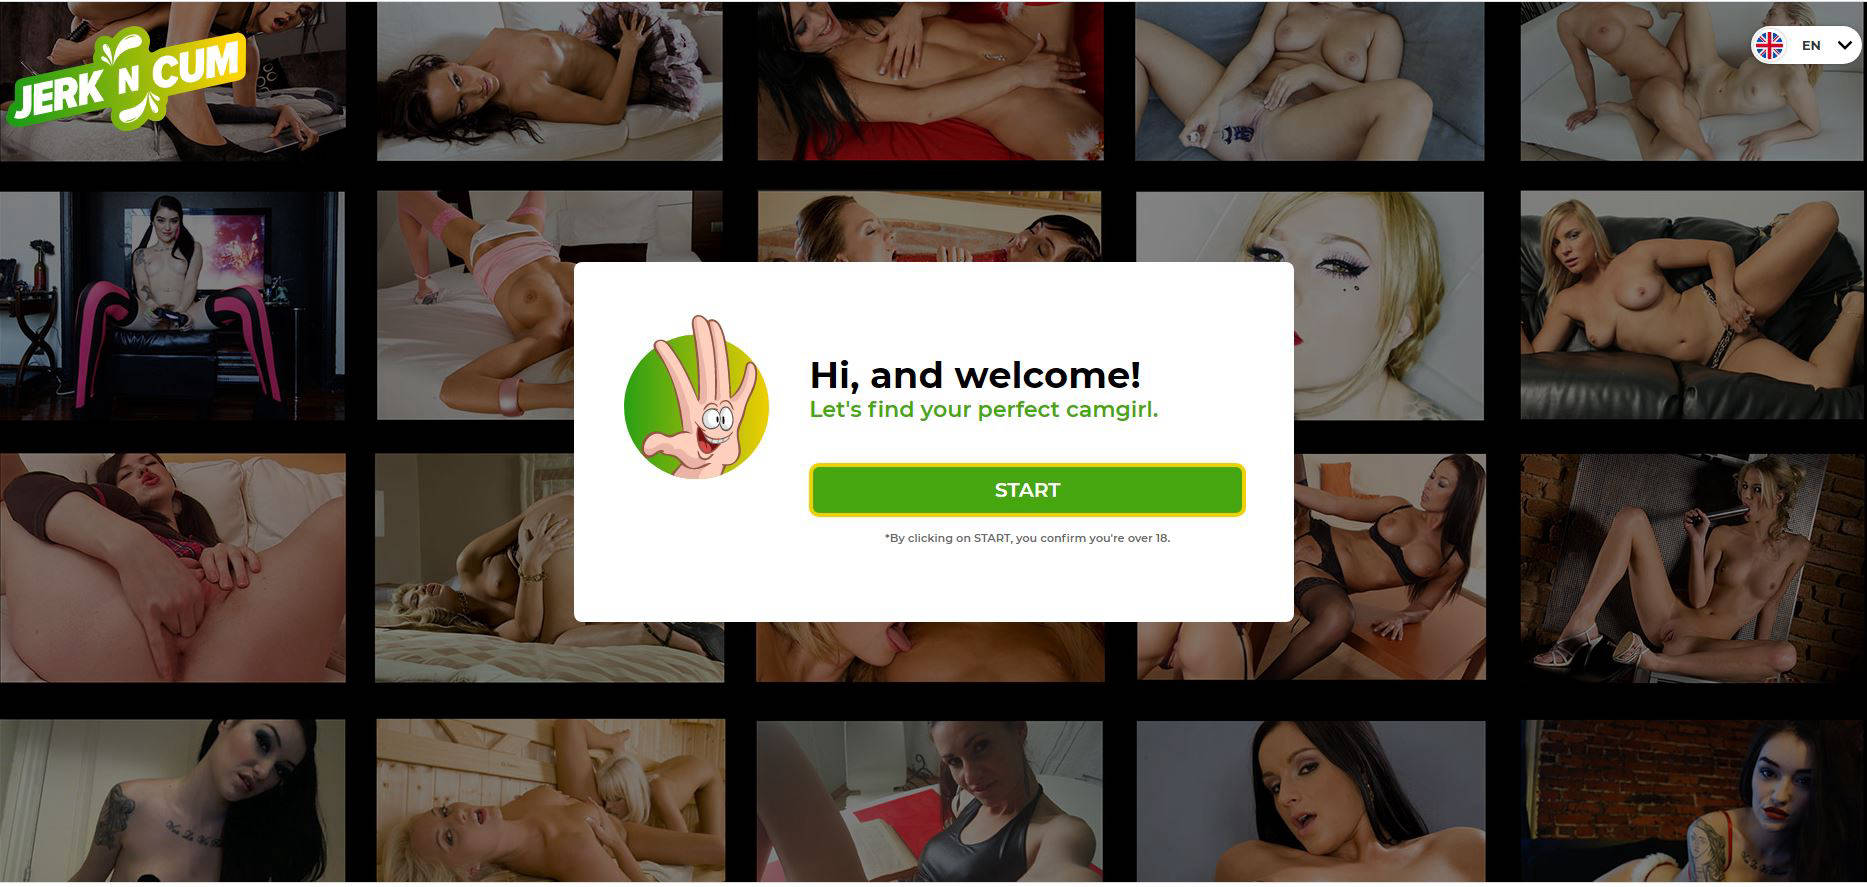 JERK 'N CUM
EN
Hi, and welcome!
Let's find your perfect camgirl.
START
*By clicking on START, you confirm you're over 18.